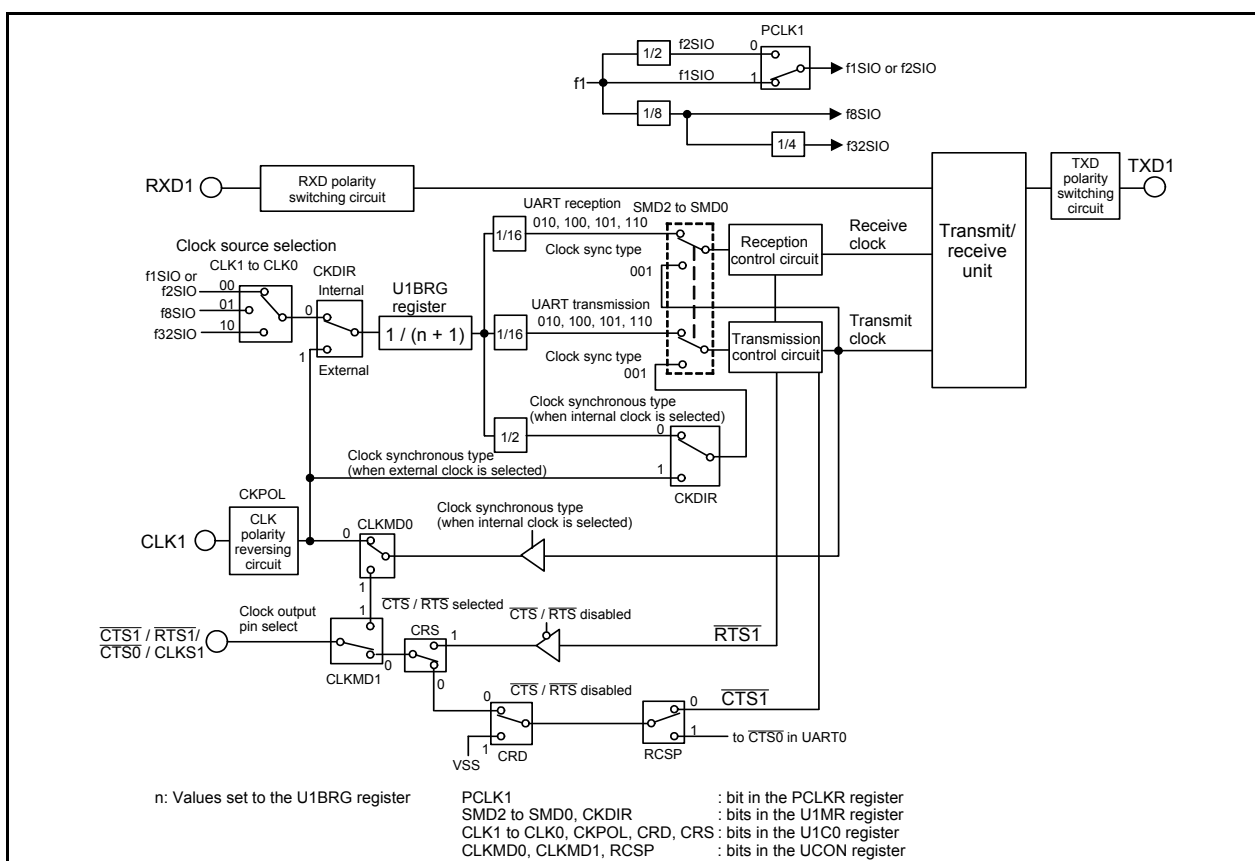 PCLK1
f2SIO
0
1/2
f1SIO or f2SIO
f1
f1SIO
1
1/8
f8SIO
1/4
f32SIO
RXD1
RXD polarity
switching circuit
TXD
polarity
switching
circuit
TXD1
UART reception
010, 100, 101, 110
SMD2 to SMD0
1/16
Clock sync type
001
Reception
control circuit
Receive
clock
Transmit/
receive
unit
Clock source selection
CLK1 to CLK0
f1SIO or
f2SIO
00
f8SIO
01
f32SIO
10
CKDIR
Internal
0
1
External
U1BRG
register
1 / (n + 1)
UART transmission
010, 100, 101, 110
1/16
Clock sync type
001
Transmission
control circuit
Transmit
clock
Clock synchronous type
(when internal clock is selected)
1/2
0
Clock synchronous type
(when external clock is selected)
1
CKDIR
CKPOL
CLK1
CLK
polarity
reversing
circuit
0
CLKMD0
1
Clock synchronous type
(when internal clock is selected)
CTS1 / RTS1/
CTS0 / CLKS1
Clock output
pin select
1
0
CLKMD1
CTS / RTS selected
CRS
1
0
CTS / RTS disabled
RTS1
0
CTS / RTS disabled
1
VSS
CRD
RCSP
0
CTS1
1
to CTS0 in UART0
n: Values set to the U1BRG register
PCLK1 : bit in the PCLKR register
SMD2 to SMD0, CKDIR : bits in the U1MR register
CLK1 to CLK0, CKPOL, CRD, CRS : bits in the U1C0 register
CLKMD0, CLKMD1, RCSP : bits in the UCON register